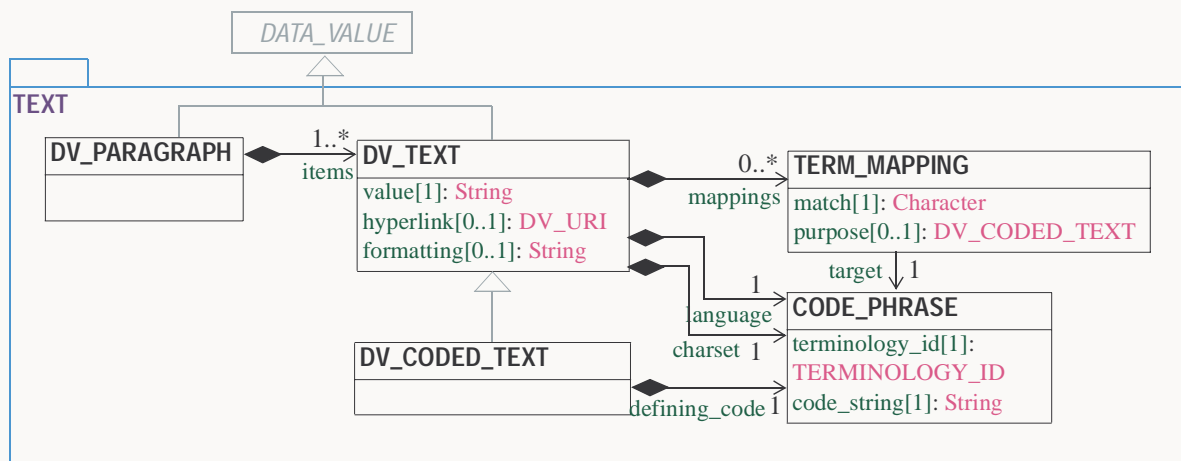 DATA_VALUE
TEXT
DV_PARAGRAPH
1..*
items
DV_TEXT
value[1]: String
hyperlink[0..1]: DV_URI
formatting[0..1]: String
0..*
mappings
TERM_MAPPING
match[1]: Character
purpose[0..1]: DV_CODED_TEXT
target 1
1
language
charset 1
CODE_PHRASE
terminology_id[1]:
TERMINOLOGY_ID
code_string[1]: String
DV_CODED_TEXT
defining_code 1